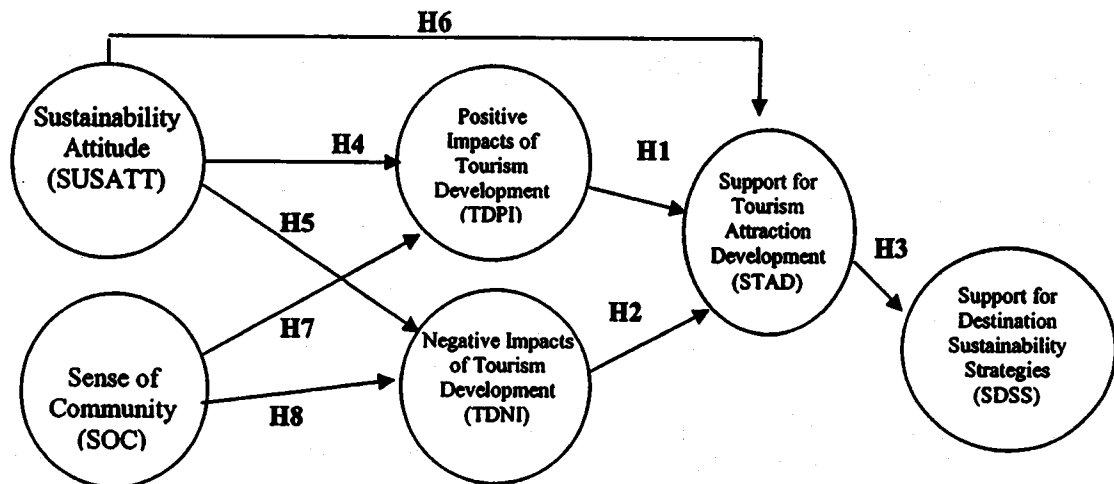 H6
Sustainability
Attitude
(SUSATT)
H4
Positive
Impacts of
Tourism
Development
(TDPI)
H1
Support for
Tourism
Attraction
Development
(STAD)
H5
H3
H7
Negative Impacts
of Tourism
Development
(TDNI)
H2
Support for
Destination
Sustainability
Strategies
(SDSS)
Sense of
Community
(SOC)
H8